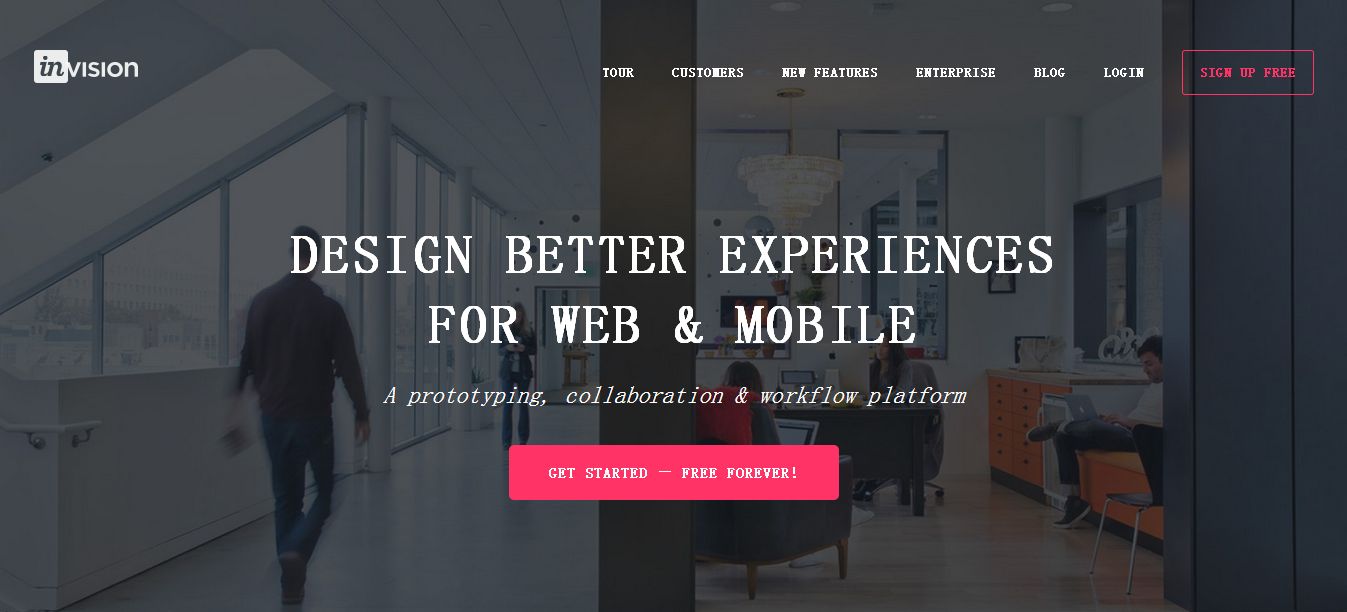 invision
TOUR CUSTOMERS NEW FEATURES ENTERPRISE BLOG LOGIN SIGN UP FREE
DESIGN BETTER EXPERIENCES
FOR WEB & MOBILE
A prototyping, collaboration & workflow platform
GET STARTED — FREE FOREVER!